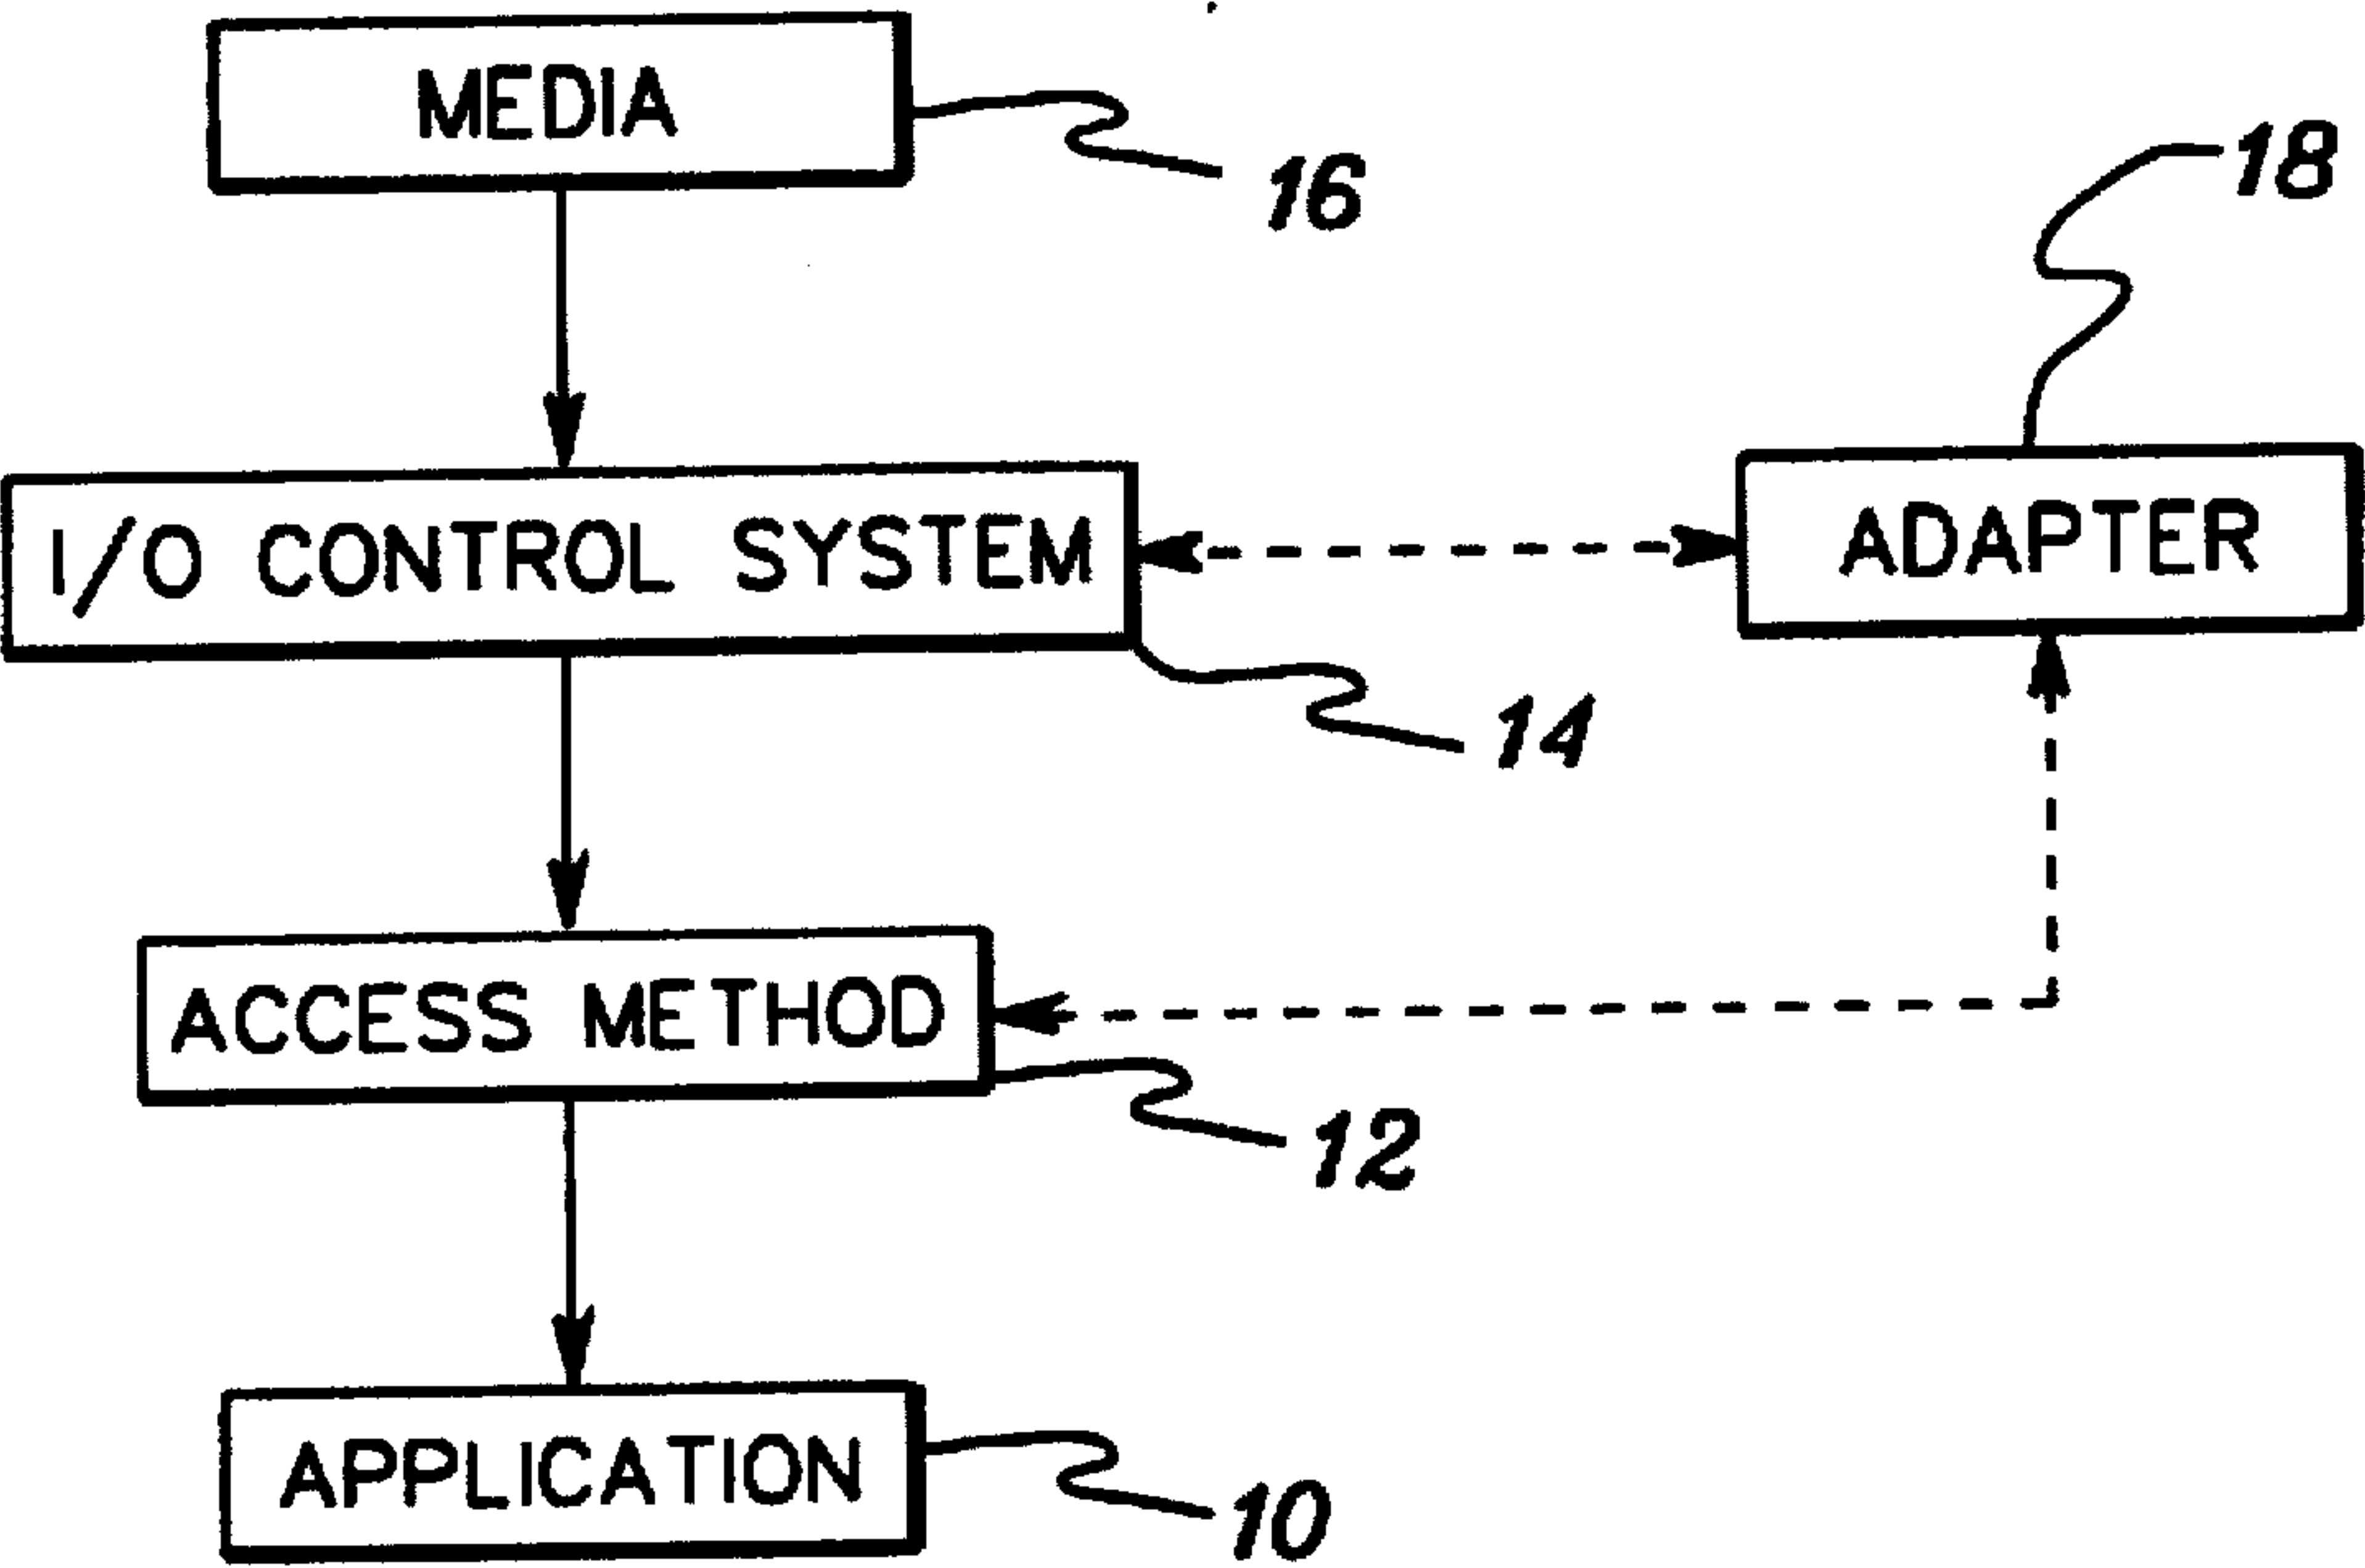 MEDIA
16
18
I/O CONTROL SYSTEM
ADAPTER
14
ACCESS METHOD
12
APPLICATION
10